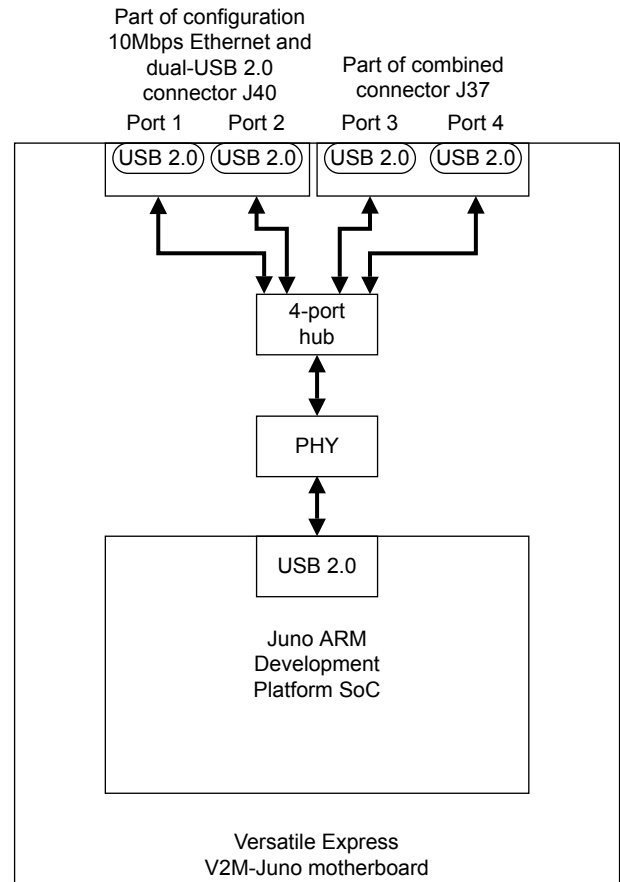 Part of configuration
10Mbps Ethernet and
dual-USB 2.0
connector J40
Part of combined
connector J37
Port 1 Port 2 Port 3 Port 4
USB 2.0 USB 2.0 USB 2.0 USB 2.0
4-port
hub
PHY
USB 2.0
Juno ARM
Development
Platform SoC
Versatile Express
V2M-Juno motherboard